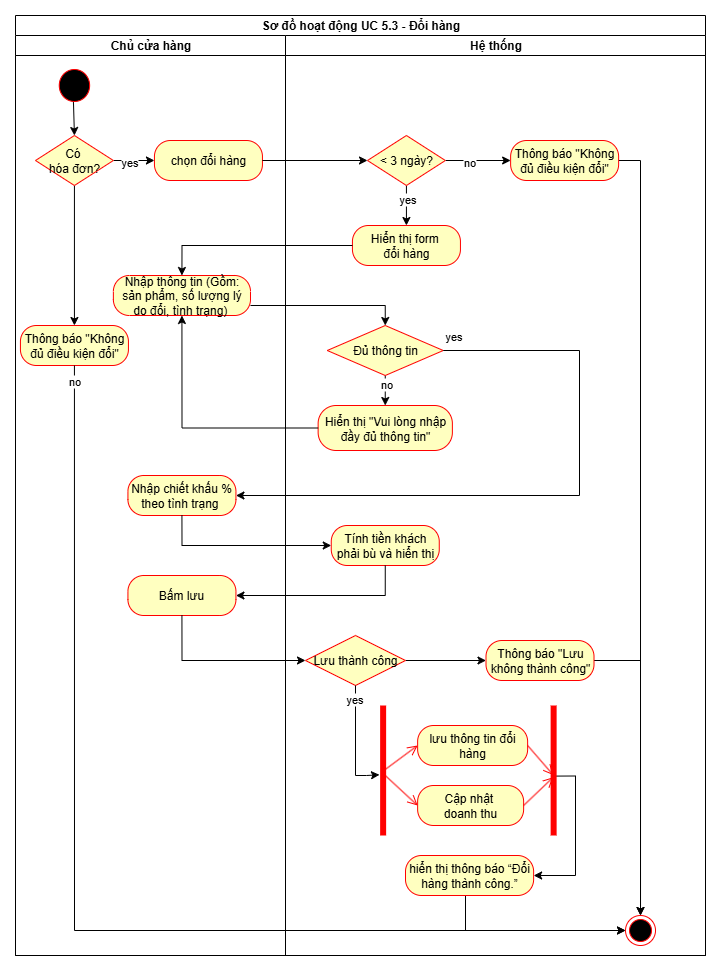 Sơ đồ hoạt động UC 5.3 - Đổi hàng
Chủ cửa hàng
Hệ thống
Có
hóa đơn?
yes
chọn đổi hàng
< 3 ngày?
no
Thông báo "Không
đủ điều kiện đổi"
yes
Hiển thị form
đổi hàng
Nhập thông tin (Gồm:
sản phẩm, số lượng lý
do đổi, tình trạng)
Thông báo "Không
đủ điều kiện đổi"
no
Đủ thông tin
yes
no
Hiển thị "Vui lòng nhập
đầy đủ thông tin"
Nhập chiết khấu %
theo tình trạng
Tính tiền khách
phải bù và hiển thị
Bấm lưu
Lưu thành công
Thông báo "Lưu
không thành công"
yes
lưu thông tin đổi
hàng
Cập nhật
doanh thu
hiển thị thông báo “Đổi
hàng thành công.”